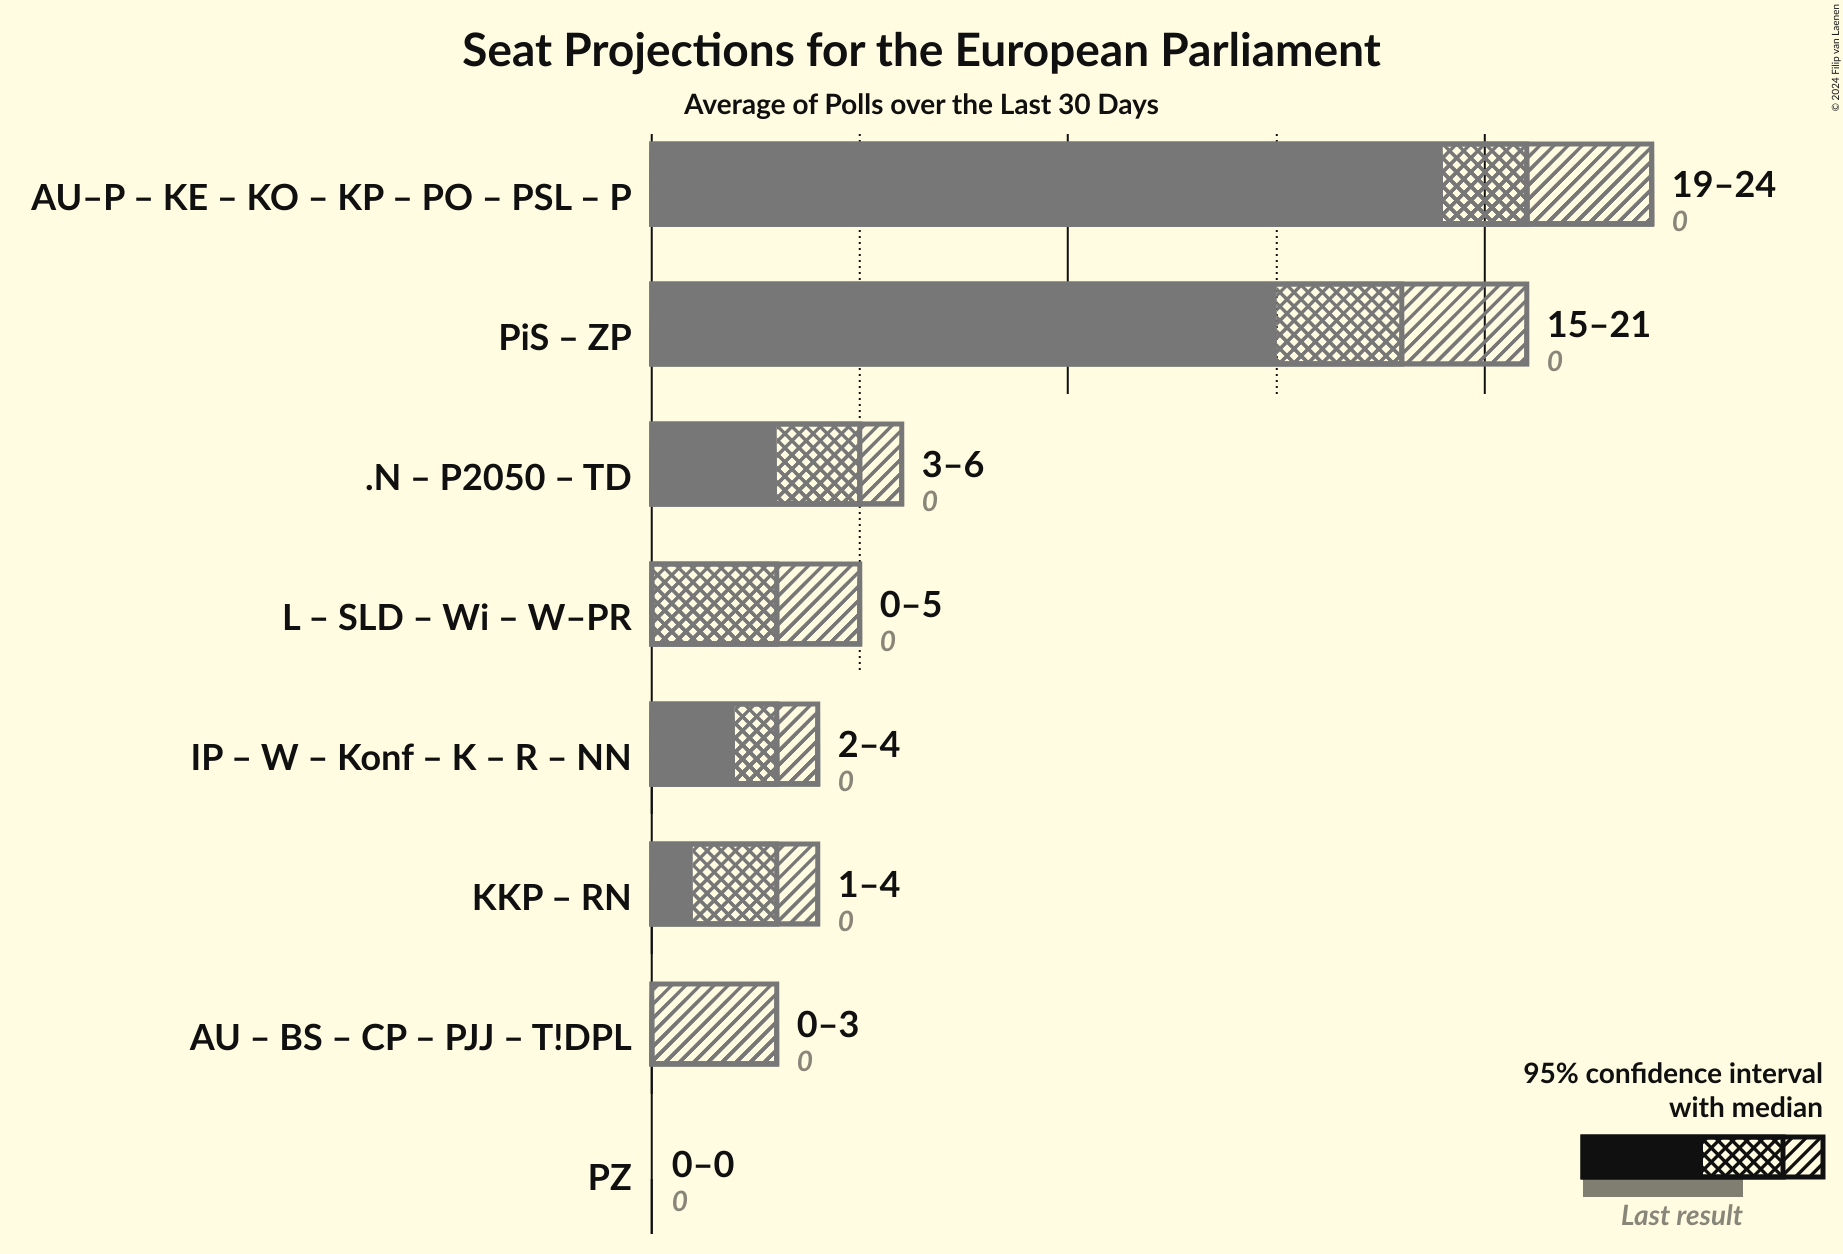 Seat Projections for the European Parliament
Average of Polls over the Last 30 Days
© 2024 Filip van Laenen
AU–P – KE – KO – KP – PO – PSL – P
19–24
0
PiS – ZP
15–21
0
.N – P2050 – TD
3–6
0
L – SLD – Wi – W–PR
0–5
0
IP – W – Konf – K – R – NN
2–4
0
KKP – RN
1–4
0
AU – BS – CP – PJJ – T!DPL
0–3
0
PZ
0–0
0
95% confidence interval
with median
Last result